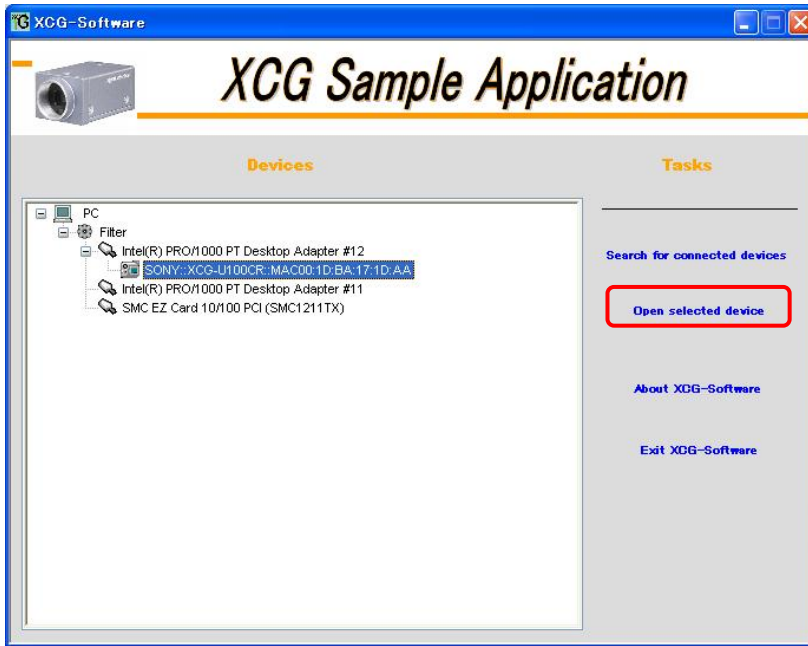 XCG-Software
XCG Sample Application
Devices
Tasks
PC
Filter
Intel(R) PRO/1000 PT Desktop Adapter #12
SONY::XCG-U100CR::MAC00:1D:BA:17:1D:AA
Intel(R) PRO/1000 PT Desktop Adapter #11
SMC EZ Card 10/100 PCI (SMC1211TX)
Search for connected devices
Open selected device
About XCG-Software
Exit XCG-Software